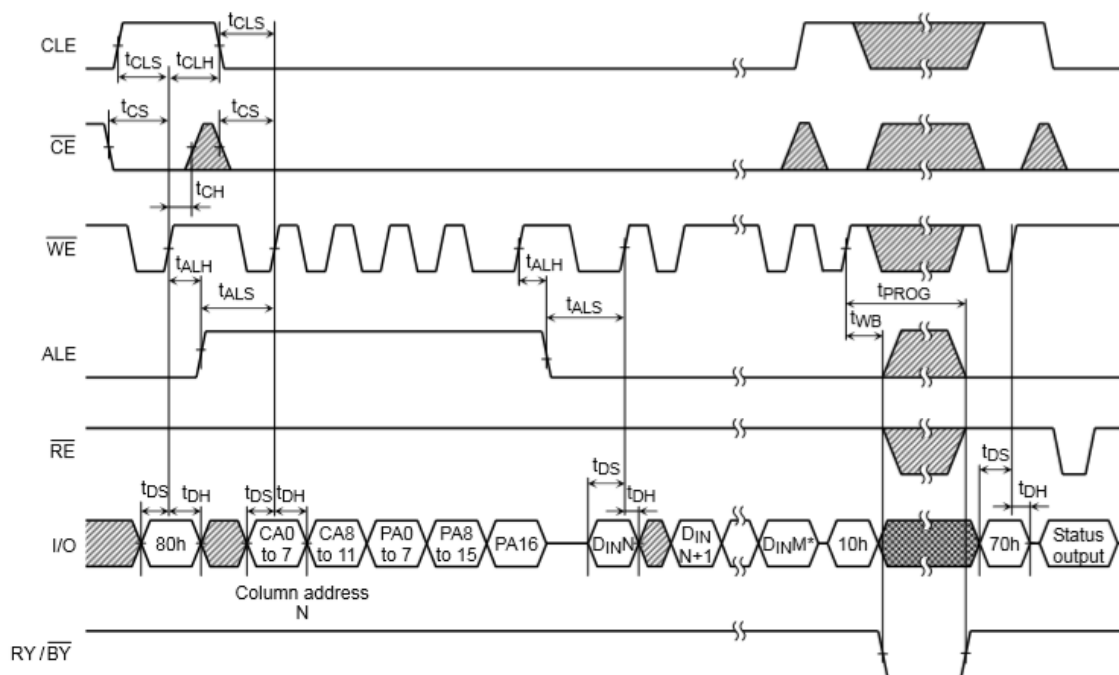 CLE
tCLS
tCLS
tCLH
CE
tCS
tCS
tCH
WE
tALH
tALS
tALH
tALS
tPROG
tWB
ALE
RE
tDS
tDH
tDS
tDH
tDS
tDH
tDS
tDH
I/O
80h
CA0
to 7
CA8
to 11
PA0
to 7
PA8
to 15
PA16
DINN
DIN
N+1
DINM*
10h
70h
Status
output
Column address
N
RY/BY